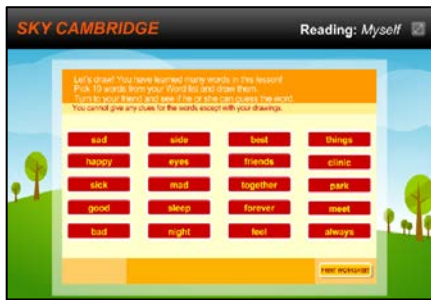 SKY CAMBRIDGE
Reading: Myself
Let's draw! You have learned many words in this lesson!
Pick 10 words from your Word list and draw them.
Turn to your friend and see if he or she can guess the word.
You cannot give any clues for the words except with your drawings.
sad side best things
happy eyes friends clinic
sick mad together park
good sleep forever meet
bad night feel always
PRINT WORKSHEET